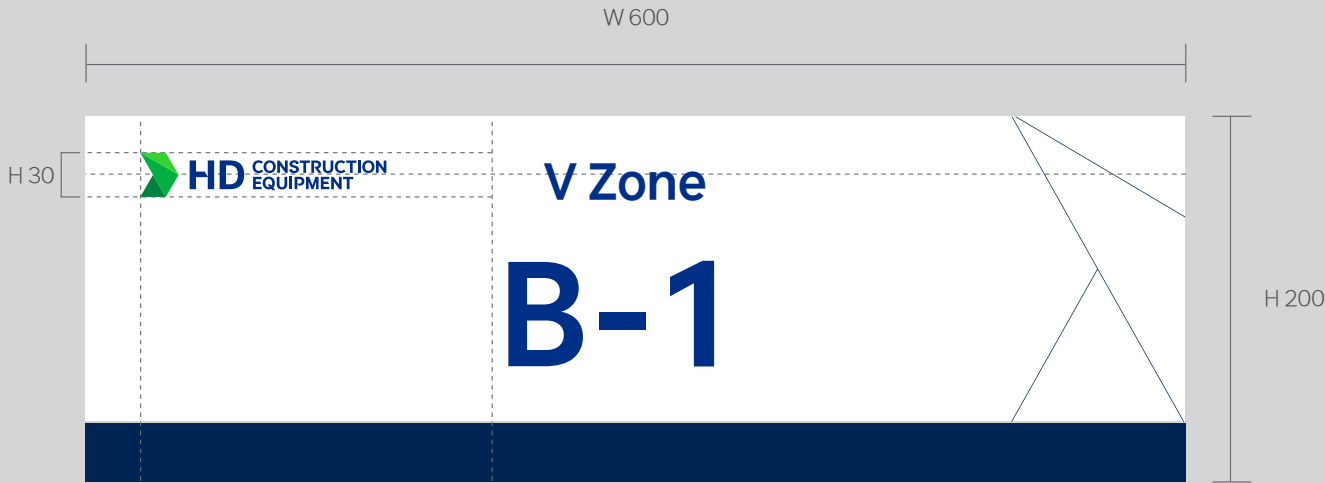 W 600
H 30
HD CONSTRUCTION
EQUIPMENT
V Zone
B-1
H 200